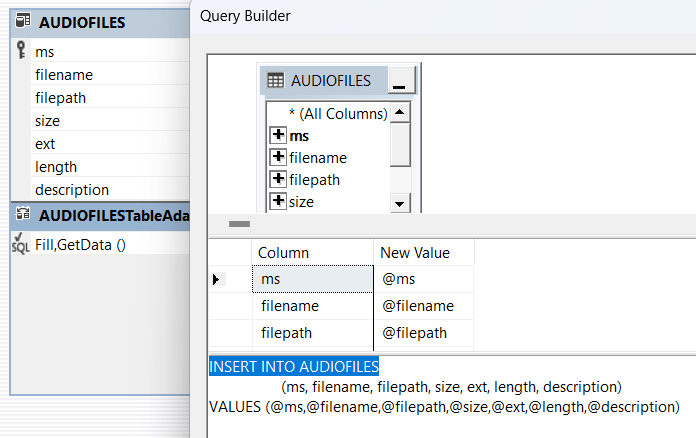 AUDIOFILES
ms
filename
filepath
size
ext
length
description
AUDIOFILESTableAda
SQL
Fill,GetData ()
Query Builder
AUDIOFILES
* (All Columns)
ms
filename
filepath
size
Column New Value
ms @ms
filename @filename
filepath @filepath
INSERT INTO AUDIOFILES
(ms, filename, filepath, size, ext, length, description)
VALUES (@ms,@filename,@filepath,@size,@ext,@length,@description)